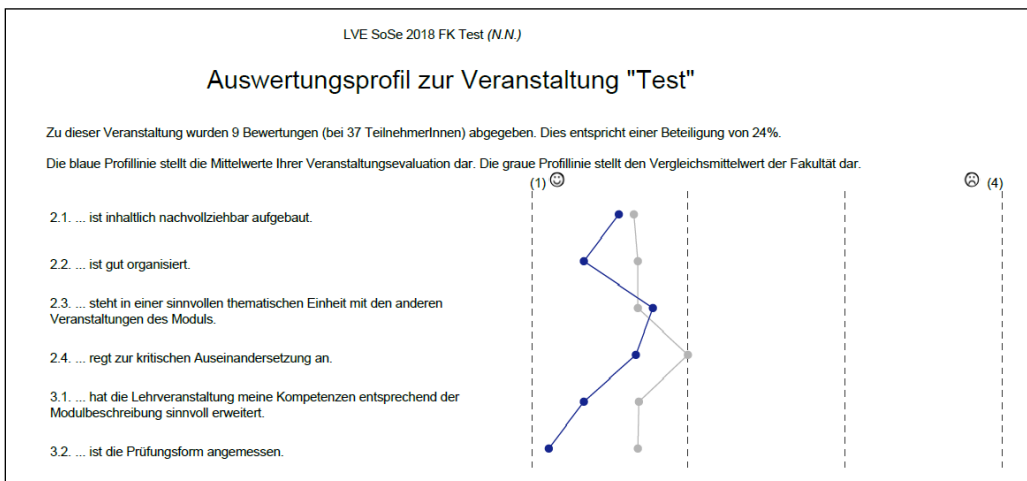 LVE SoSe 2018 FK Test (N.N.)
Auswertungsprofil zur Veranstaltung "Test"
Zu dieser Veranstaltung wurden 9 Bewertungen (bei 37 TeilnehmerInnen) abgegeben. Dies entspricht einer Beteiligung von 24%.
Die blaue Profillinie stellt die Mittelwerte Ihrer Veranstaltungsevaluation dar. Die graue Profillinie stellt den Vergleichsmittelwert der Fakultät dar.
(1) (4)
2.1. ... ist inhaltlich nachvollziehbar aufgebaut.
2.2. ... ist gut organisiert.
2.3. ... steht in einer sinnvollen thematischen Einheit mit den anderen
Veranstaltungen des Moduls.
2.4. ... regt zur kritischen Auseinandersetzung an.
3.1. ... hat die Lehrveranstaltung meine Kompetenzen entsprechend der
Modulbeschreibung sinnvoll erweitert.
3.2. ... ist die Prüfungsform angemessen.